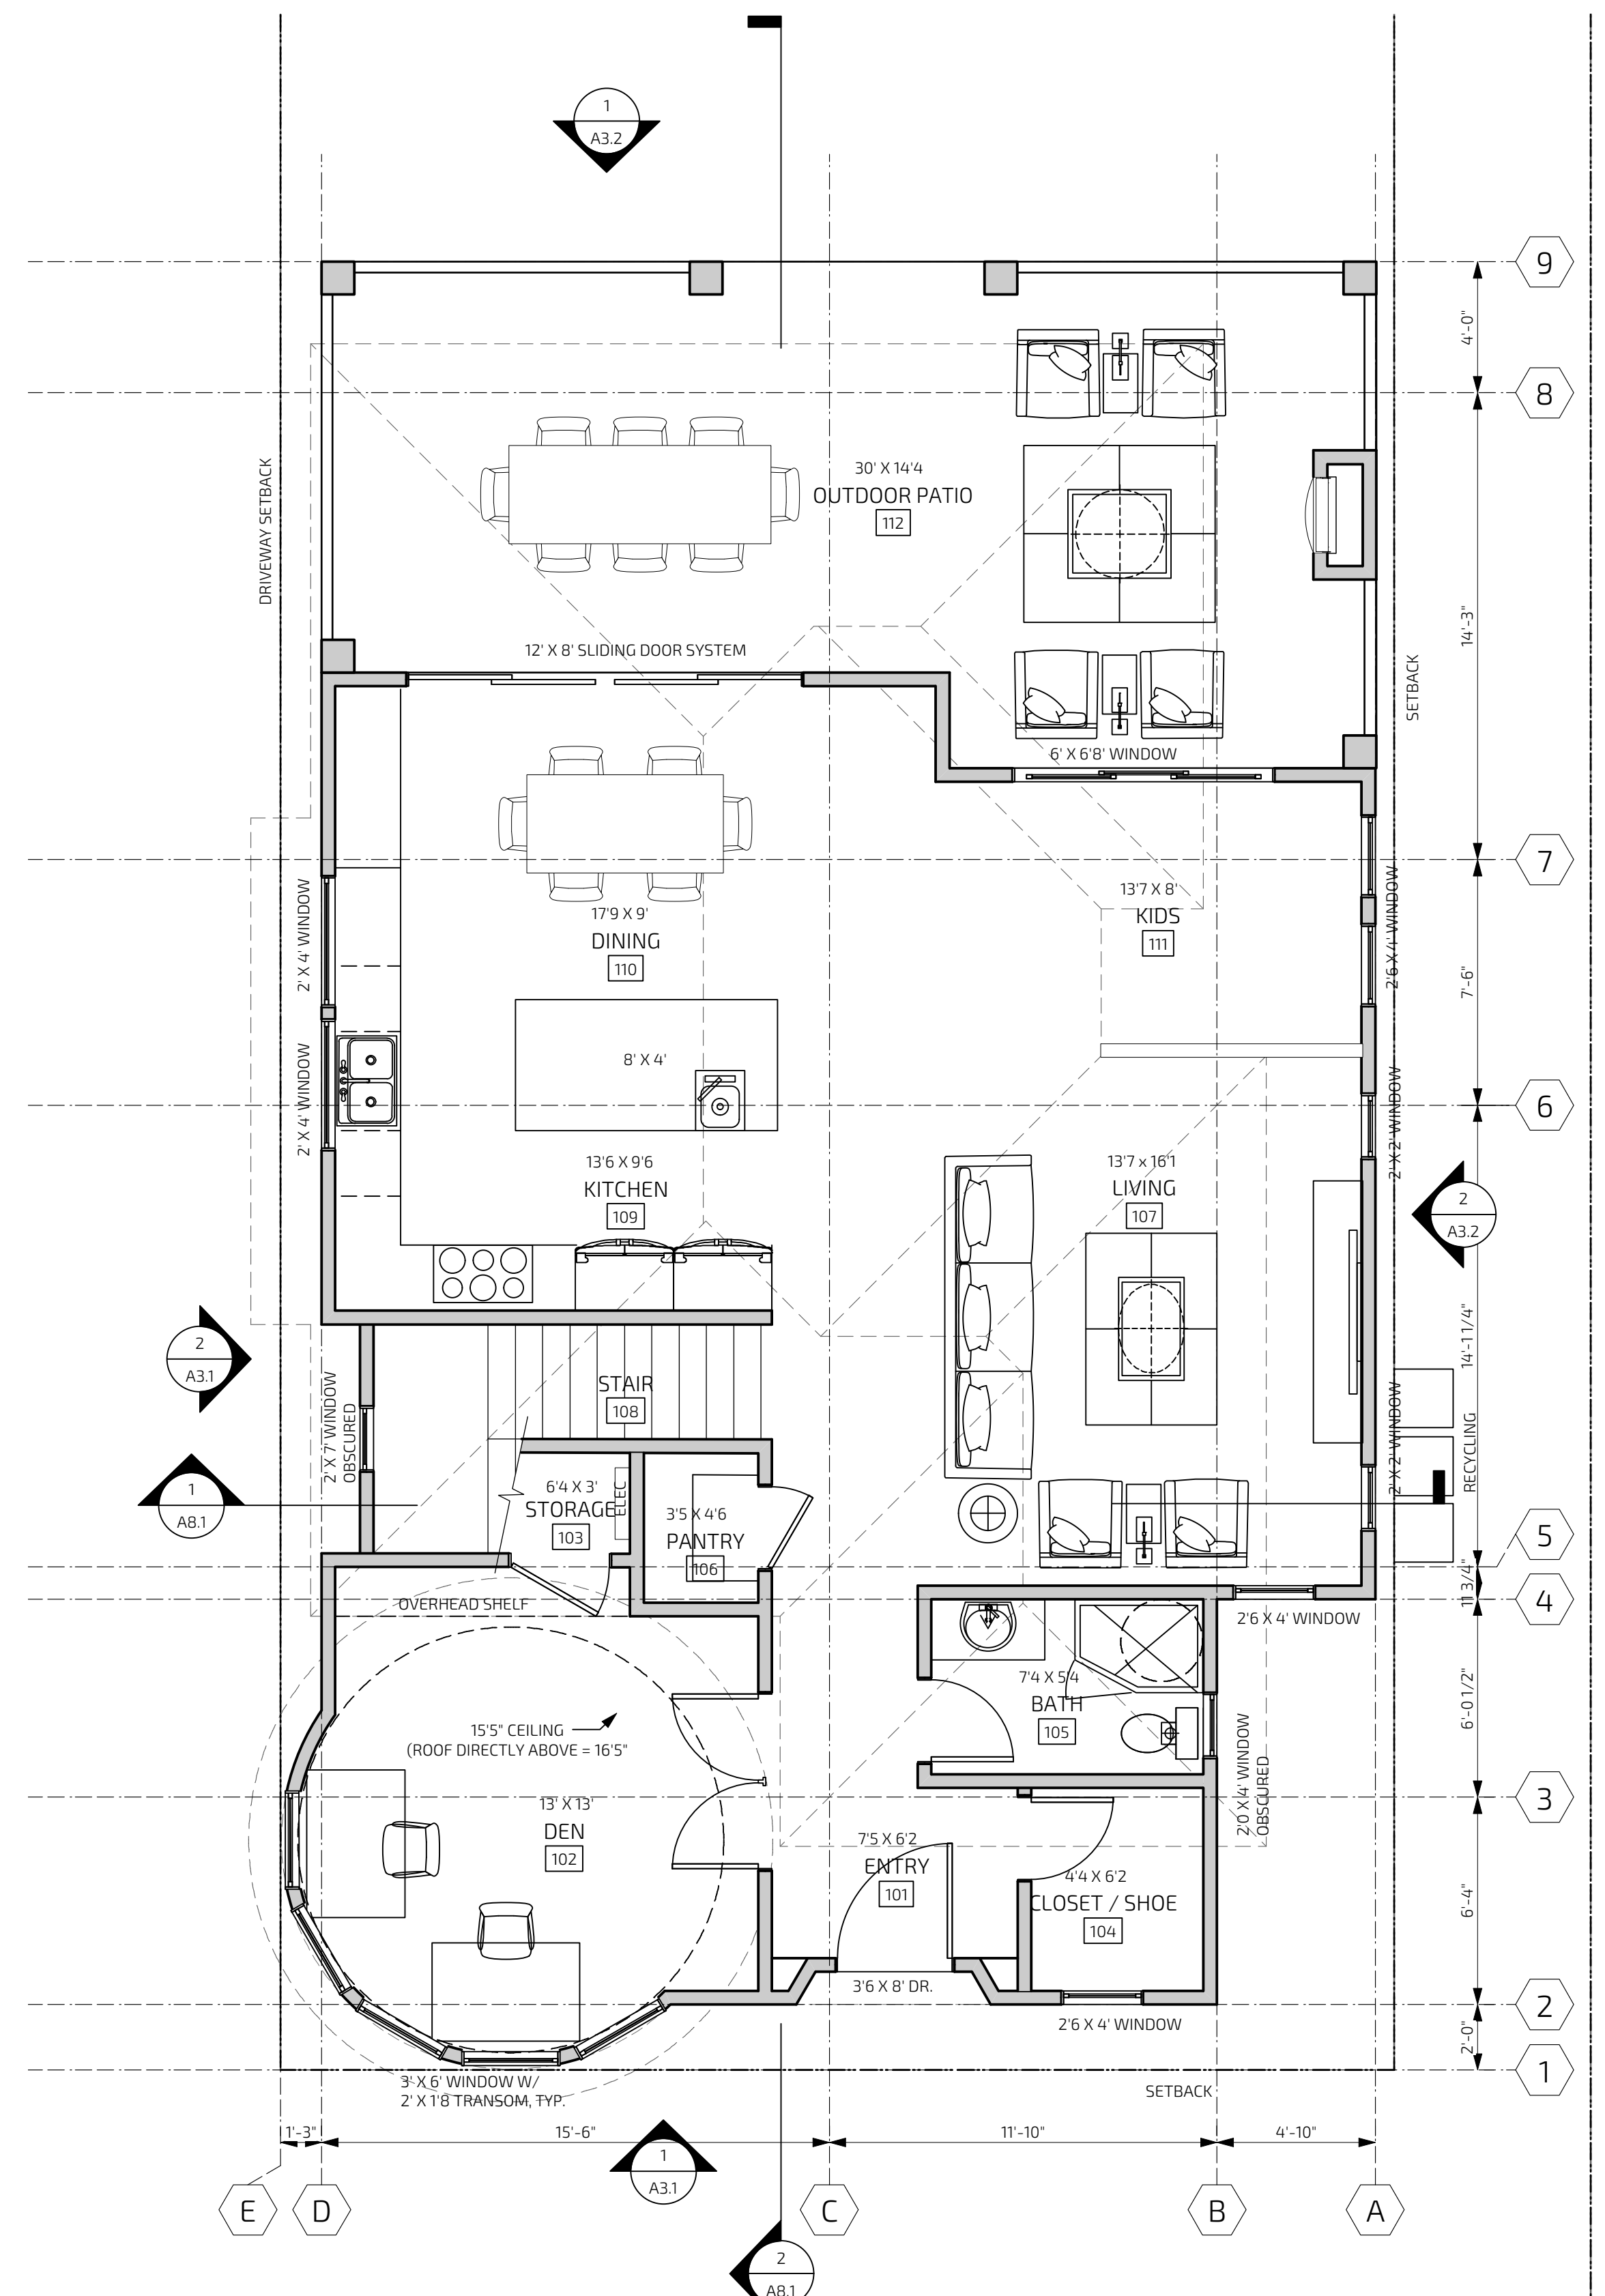 1
A3.2
9
4'-0"
8
30' X 14'4
OUTDOOR PATIO
112
DRIVEWAY SETBACK
14'-3"
12' X 8' SLIDING DOOR SYSTEM
SETBACK
6' X 6'8' WINDOW
7
13'7 X 8'
KIDS
111
17'9 X 9'
DINING
110
2' X 4' WINDOW
2'6 X 4' WINDOW
7'-6"
8' X 4'
2' X 4' WINDOW
6
2' X 2' WINDOW
13'6 X 9'6
KITCHEN
109
13'7 x 16'1
LIVING
107
2
A3.2
14'-11/4"
2
A3.1
STAIR
108
2' X 7' WINDOW
OBSCURED
2' X 2' WINDOW
RECYCLING
1
A8.1
6'4 X 3'
STORAGE
103
ELEC
3'5 X 4'6
PANTRY
106
5
11 3/4"
4
OVERHEAD SHELF
2'6 X 4' WINDOW
7'4 X 5'4
BATH
105
6'-0 1/2"
15'5" CEILING
(ROOF DIRECTLY ABOVE = 16'5"
2'0 X 4' WINDOW
OBSCURED
3
13' X 13'
DEN
102
7'5 X 6'2
ENTRY
101
4'4 X 6'2
CLOSET / SHOE
104
6'-4"
3'6 X 8' DR.
2
2'6 X 4' WINDOW
2'-0"
1
3' X 6' WINDOW W/
2' X 1'8 TRANSOM, TYP.
SETBACK
1'-3"
15'-6"
11'-10"
4'-10"
1
A3.1
E
D
C
B
A
2
A8.1